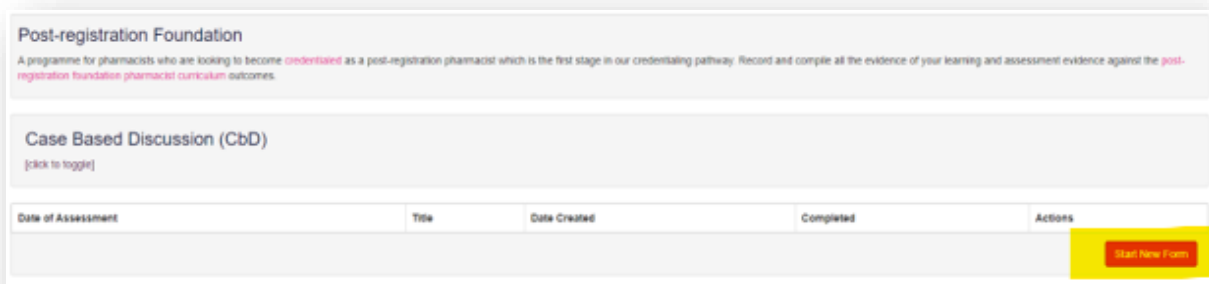 Post-registration Foundation
A programme for pharmacists who are looking to become credentialed as a post-registration pharmacist which is the first stage in our credentialing pathway. Record and compile all the evidence of your learning and assessment evidence against the post-
registration foundation pharmacist curriculum outcomes.
Case Based Discussion (CbD)
[click to toggle]
Date of Assessment Title Date Created Completed Actions
Start New Form